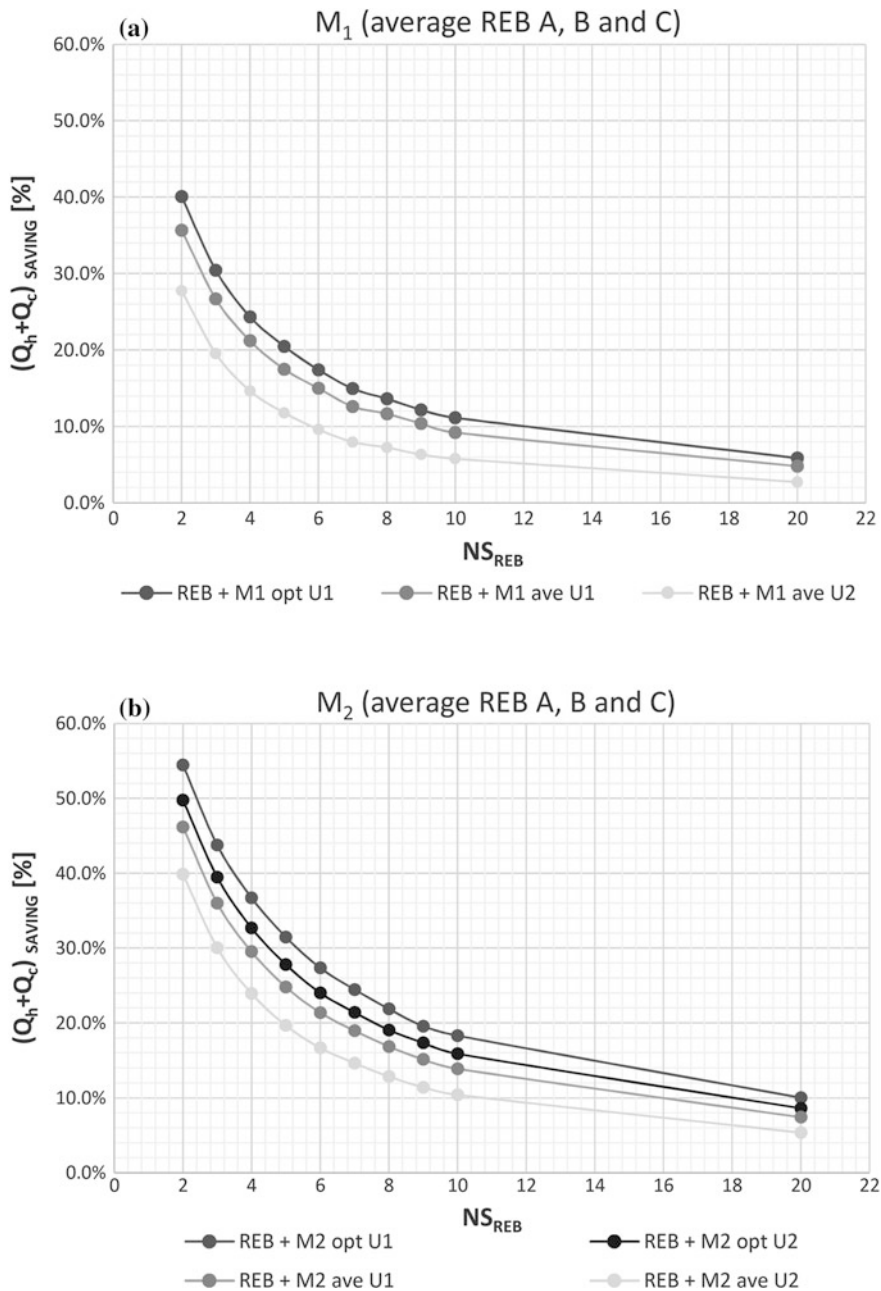 (a) M₁ (average REB A, B and C)
60.0%
50.0%
40.0%
30.0%
20.0%
10.0%
0.0%
(Qₕ+Q꜀) SAVING [%]
0 2 4 6 8 10 12 14 16 18 20 22
NS_REB
REB + M1 opt U1 REB + M1 ave U1 REB + M1 ave U2
(b) M₂ (average REB A, B and C)
60.0%
50.0%
40.0%
30.0%
20.0%
10.0%
0.0%
(Qₕ+Q꜀) SAVING [%]
0 2 4 6 8 10 12 14 16 18 20 22
NS_REB
REB + M2 opt U1 REB + M2 opt U2
REB + M2 ave U1 REB + M2 ave U2